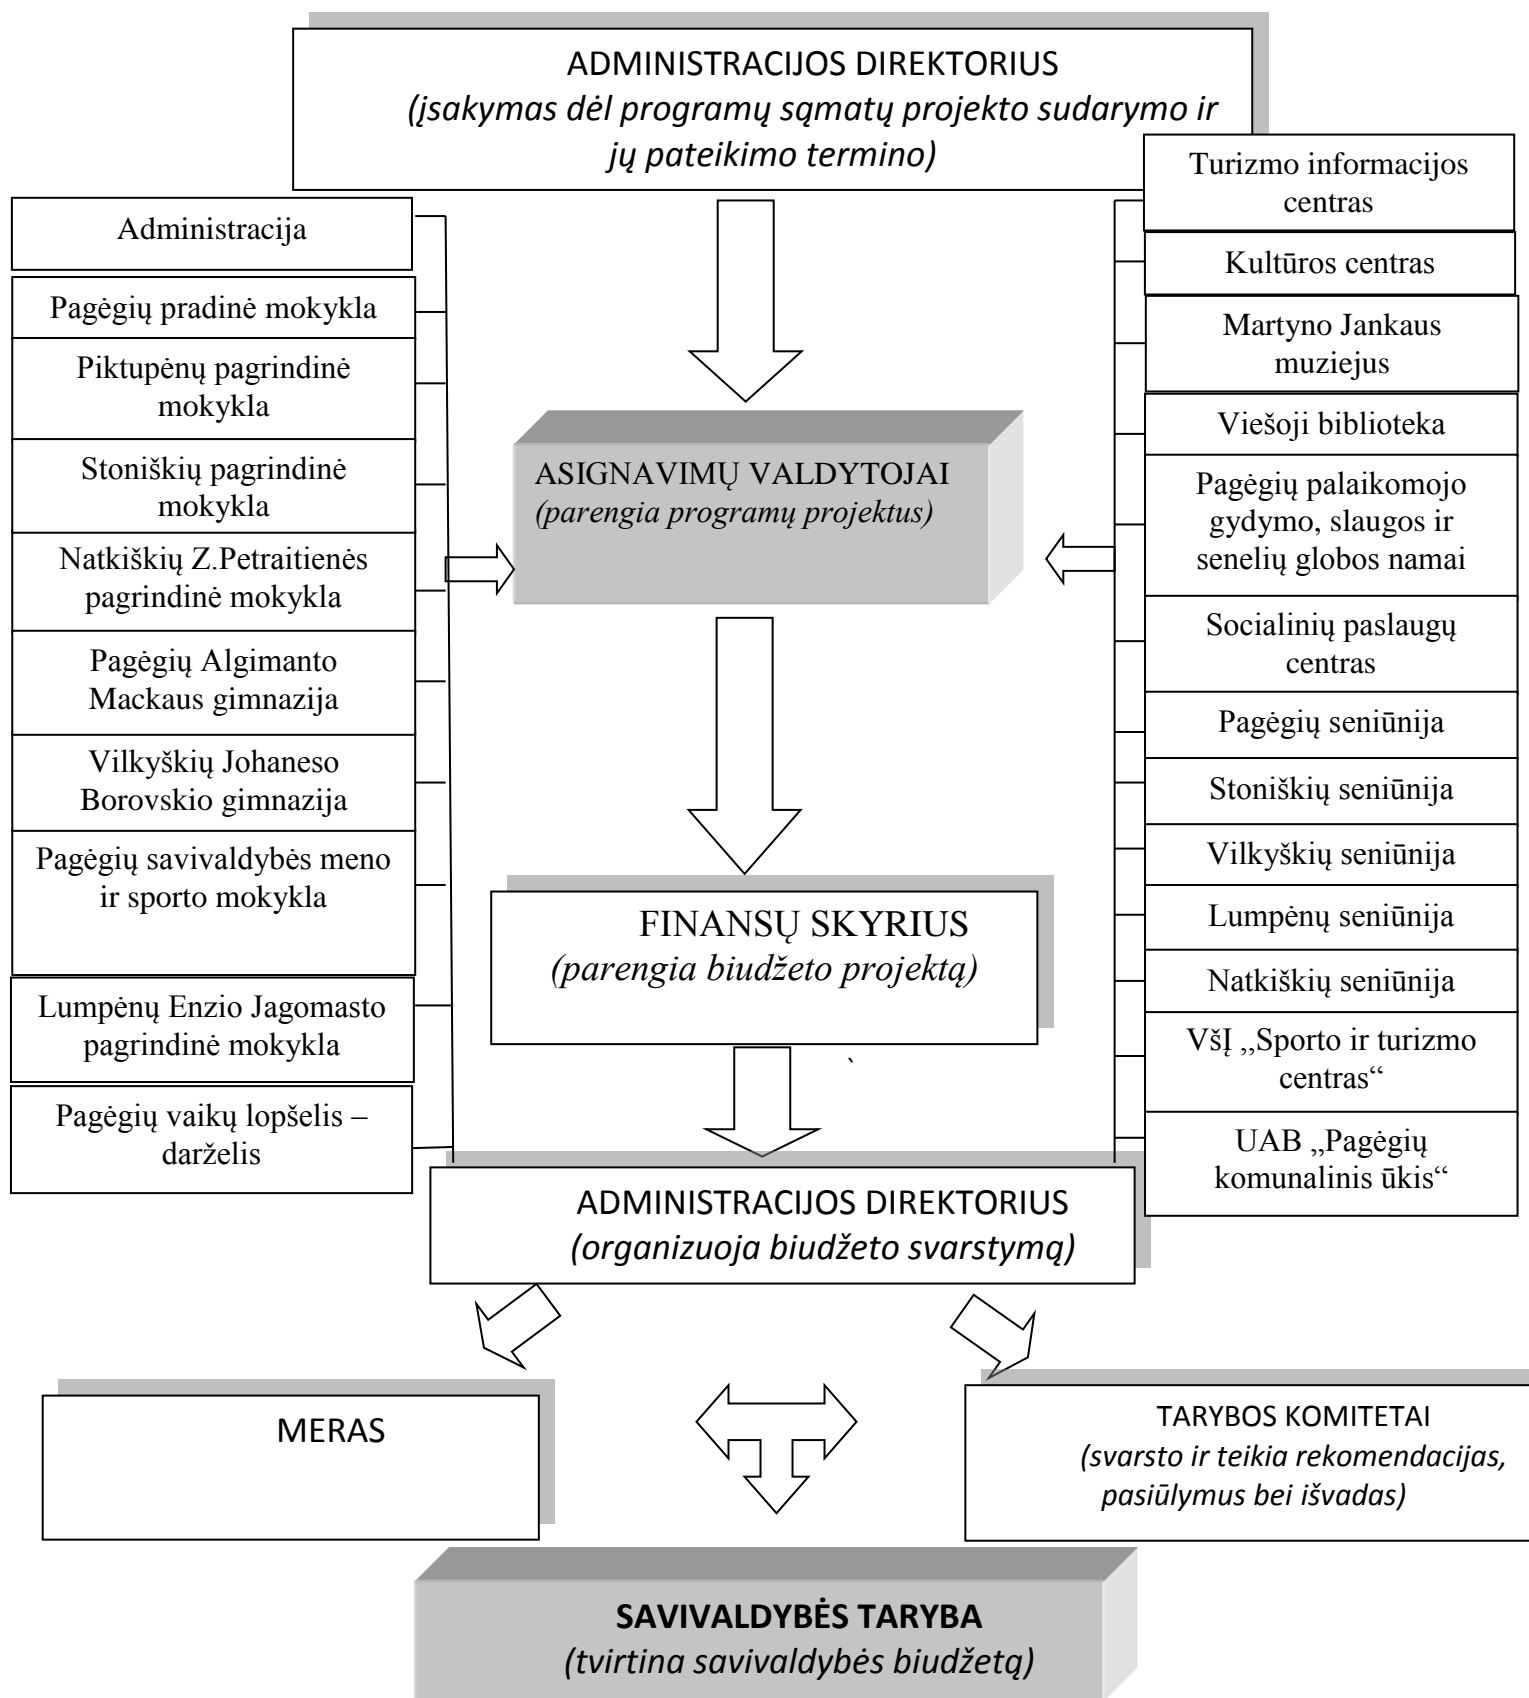 ADMINISTRACIJOS DIREKTORIUS
(įsakymas dėl programų sąmatų projekto sudarymo ir
jų pateikimo termino)
Administracija
Pagėgių pradinė mokykla
Piktupėnų pagrindinė
mokykla
Stoniškių pagrindinė
mokykla
Natkiškių Z.Petraitienės
pagrindinė mokykla
Pagėgių Algimanto
Mackaus gimnazija
Vilkyškių Johaneso
Borovskio gimnazija
Pagėgių savivaldybės meno
ir sporto mokykla
Lumpėnų Enzio Jagomasto
pagrindinė mokykla
Pagėgių vaikų lopšelis –
darželis
ASIGNAVIMŲ VALDYTOJAI
(parengia programų projektus)
FINANSŲ SKYRIUS
(parengia biudžeto projektą)
`
Turizmo informacijos
centras
Kultūros centras
Martyno Jankaus
muziejus
Viešoji biblioteka
Pagėgių palaikomojo
gydymo, slaugos ir
senelių globos namai
Socialinių paslaugų
centras
Pagėgių seniūnija
Stoniškių seniūnija
Vilkyškių seniūnija
Lumpėnų seniūnija
Natkiškių seniūnija
VšĮ „Sporto ir turizmo
centras“
UAB „Pagėgių
komunalinis ūkis“
ADMINISTRACIJOS DIREKTORIUS
(organizuoja biudžeto svarstymą)
MERAS
TARYBOS KOMITETAI
(svarsto ir teikia rekomendacijas,
pasiūlymus bei išvadas)
SAVIVALDYBĖS TARYBA
(tvirtina savivaldybės biudžetą)